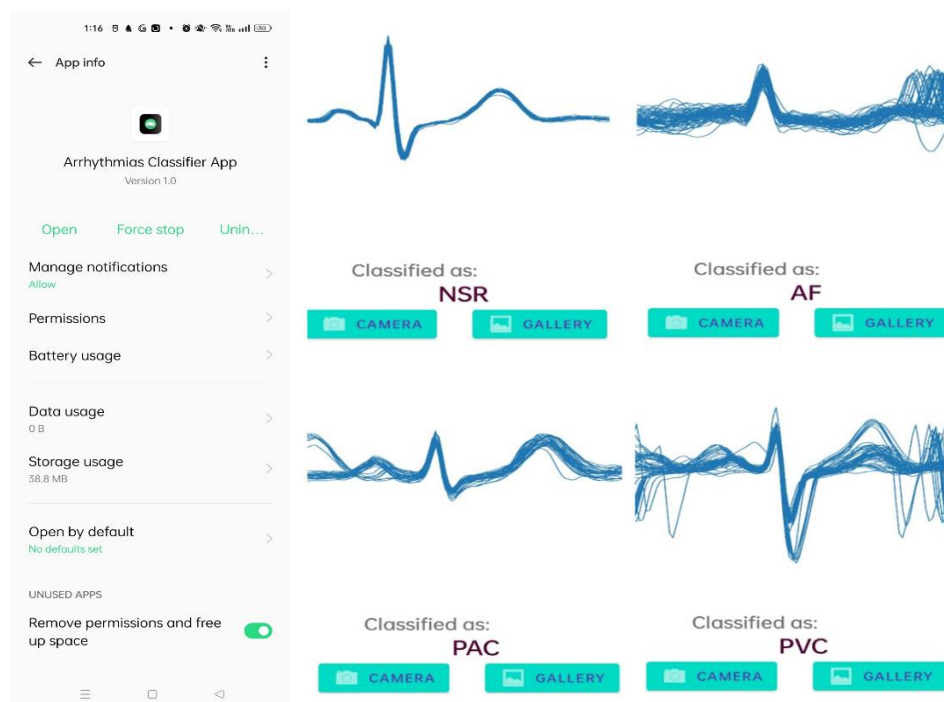 1:16
App info
Arrhythmias Classifier App
Version 1.0
Open Force stop Unin...
Manage notifications
Allow
Permissions
Battery usage
Data usage
0 B
Storage usage
38.8 MB
Open by default
No defaults set
UNUSED APPS
Remove permissions and free
up space
Classified as:
NSR
CAMERA GALLERY
Classified as:
AF
CAMERA GALLERY
Classified as:
PAC
CAMERA GALLERY
Classified as:
PVC
CAMERA GALLERY